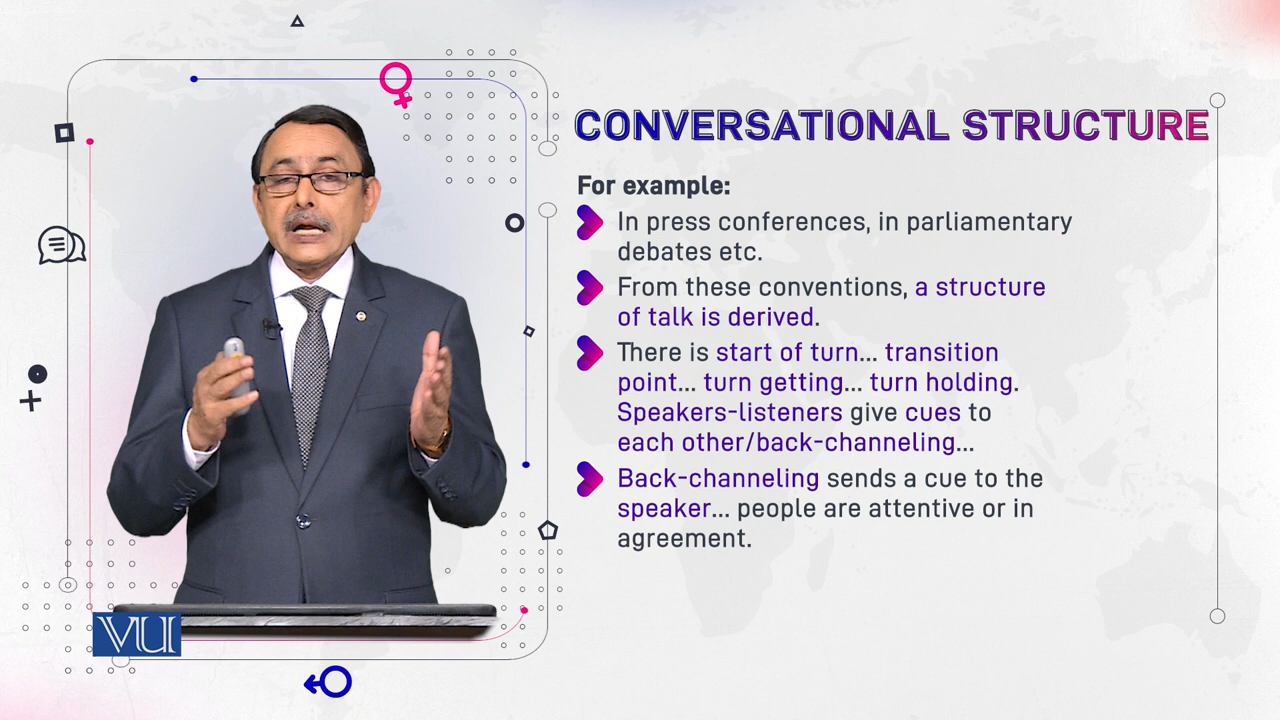 CONVERSATIONAL STRUCTURE
For example:
In press conferences, in parliamentary
debates etc.
From these conventions, a structure
of talk is derived.
There is start of turn... transition
point... turn getting... turn holding.
Speakers-listeners give cues to
each other/back-channeling...
Back-channeling sends a cue to the
speaker... people are attentive or in
agreement.
VU